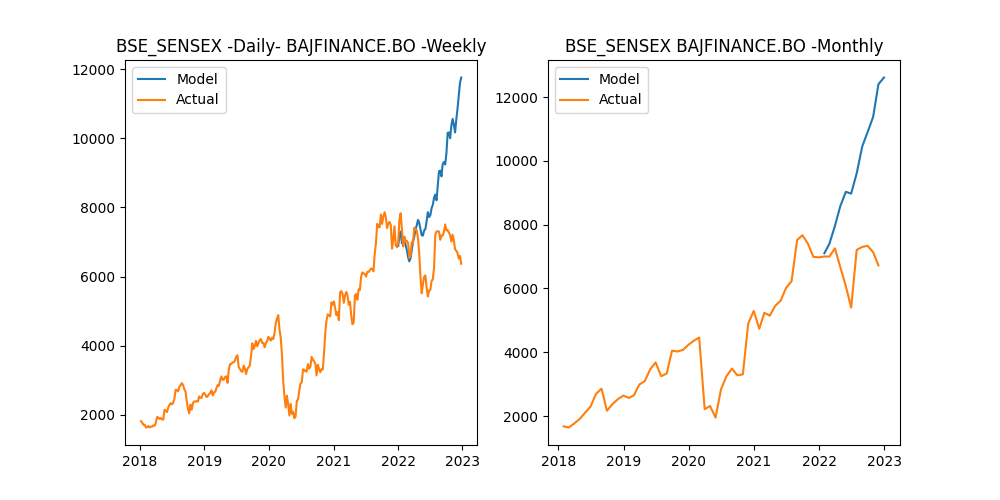 BSE_SENSEX -Daily- BAJFINANCE.BO -Weekly
Model
Actual
12000
10000
8000
6000
4000
2000
2018 2019 2020 2021 2022 2023
BSE_SENSEX BAJFINANCE.BO -Monthly
Model
Actual
12000
10000
8000
6000
4000
2000
2018 2019 2020 2021 2022 2023